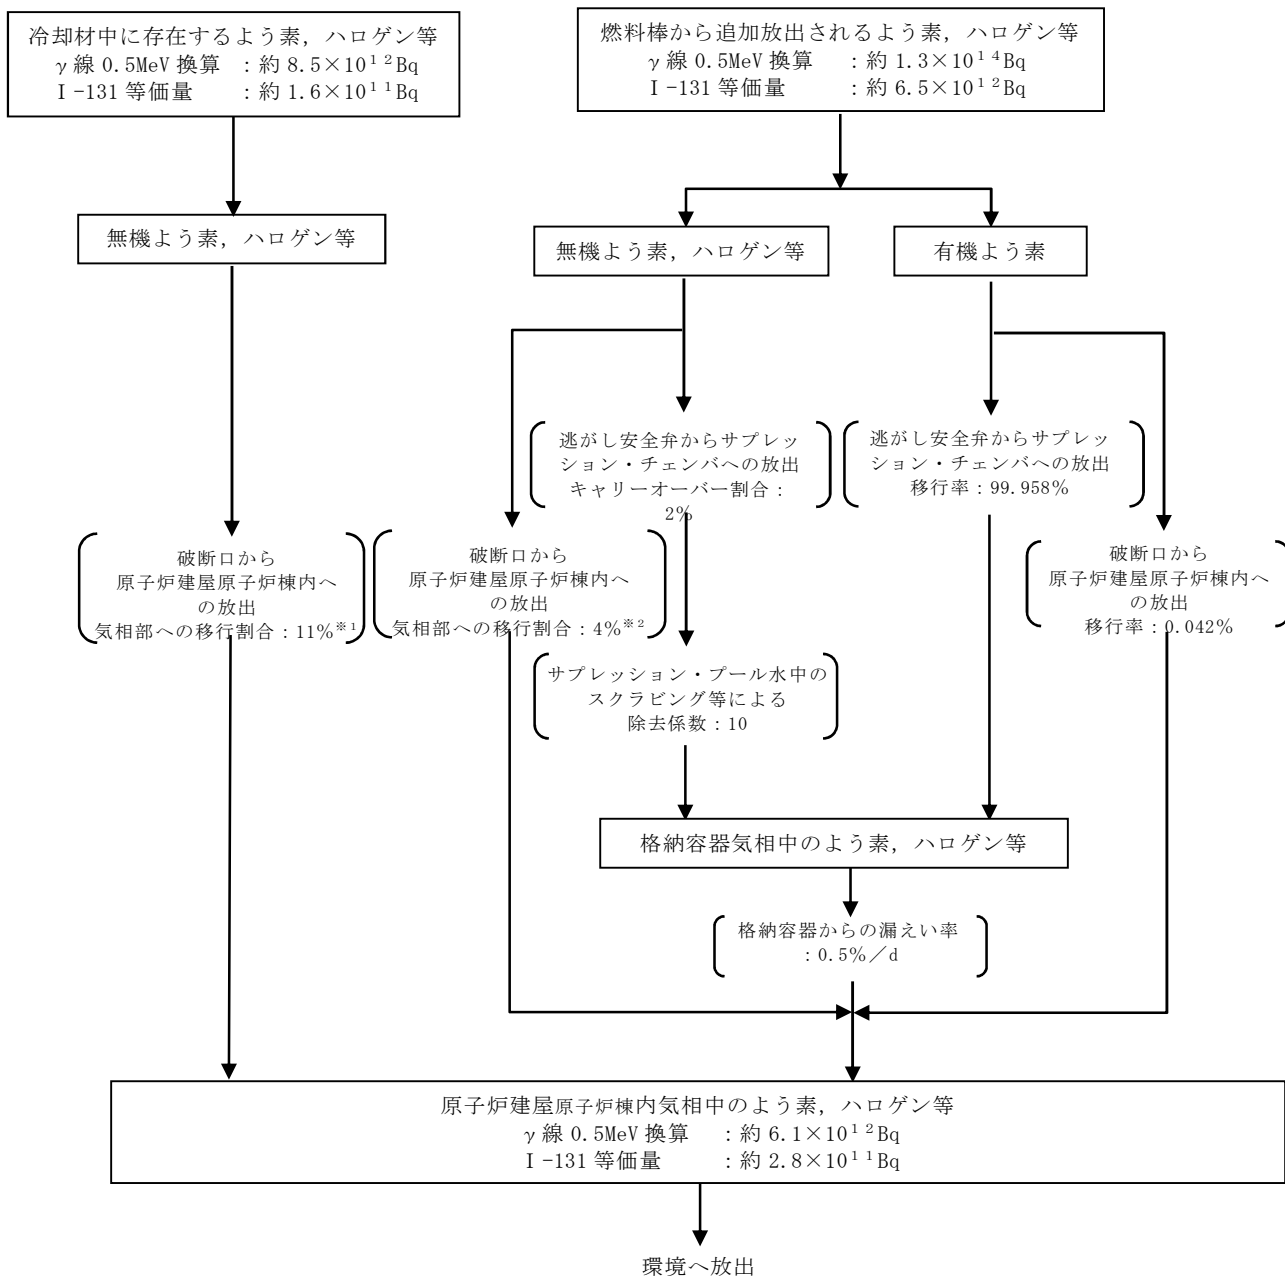 冷却材中に存在するよう素,ハロゲン等
γ線 0.5MeV 換算 :約 8.5×10¹²Bq
I-131 等価量 :約 1.6×10¹¹Bq
燃料棒から追加放出されるよう素,ハロゲン等
γ線 0.5MeV 換算 :約 1.3×10¹⁴Bq
I-131 等価量 :約 6.5×10¹²Bq
無機よう素,ハロゲン等
無機よう素,ハロゲン等
有機よう素
逃がし安全弁からサプレッ
ション・チェンバへの放出
キャリーオーバー割合:
2%
逃がし安全弁からサプレッ
ション・チェンバへの放出
移行率:99.958%
破断口から
原子炉建屋原子炉棟内へ
の放出
気相部への移行割合:11%※1
破断口から
原子炉建屋原子炉棟内へ
の放出
気相部への移行割合:4%※2
破断口から
原子炉建屋原子炉棟内へ
の放出
移行率:0.042%
サプレッション・プール水中の
スクラビング等による
除去係数:10
格納容器気相中のよう素,ハロゲン等
格納容器からの漏えい率
:0.5%/d
原子炉建屋原子炉棟内気相中のよう素,ハロゲン等
γ線 0.5MeV 換算 :約 6.1×10¹²Bq
I-131 等価量 :約 2.8×10¹¹Bq
環境へ放出